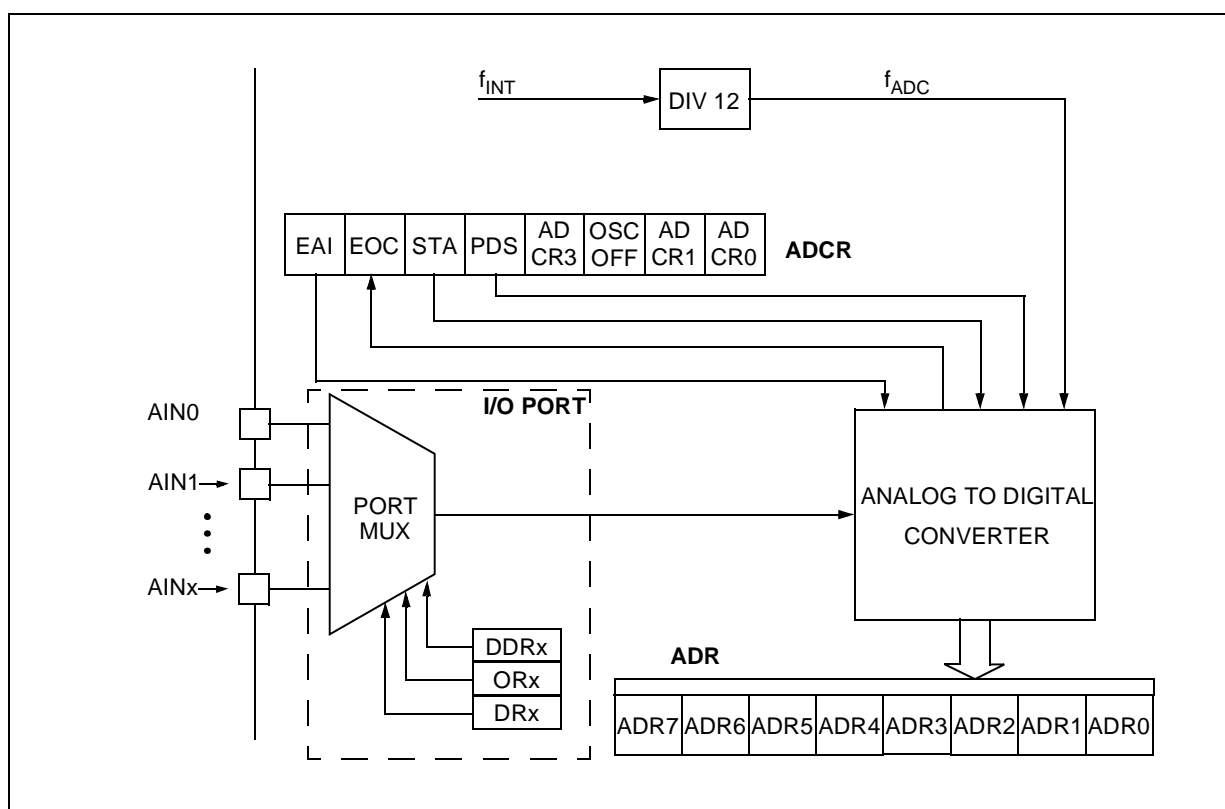 fINT
DIV 12
fADC
EAI EOC STA PDS AD CR3 OSC OFF AD CR1 AD CR0
ADCR
I/O PORT
AIN0
AIN1
AINx
PORT
MUX
ANALOG TO DIGITAL
CONVERTER
DDRx
ORx
DRx
ADR
ADR7 ADR6 ADR5 ADR4 ADR3 ADR2 ADR1 ADR0